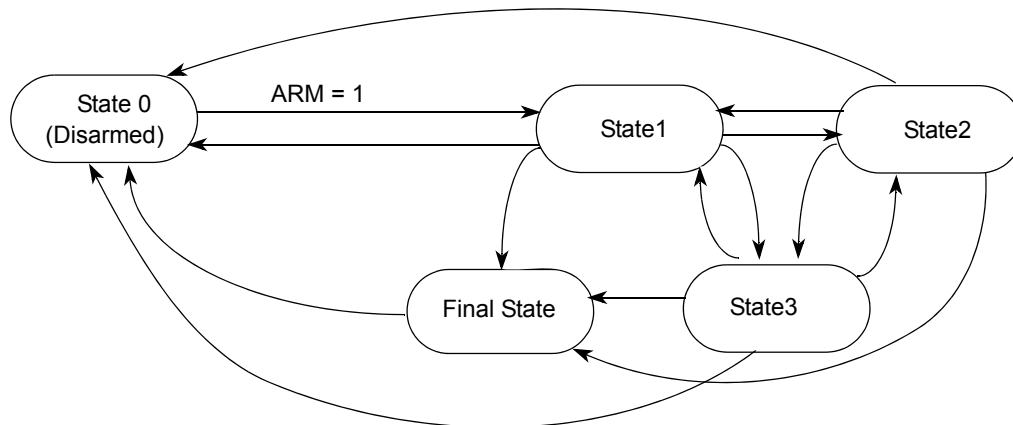 State 0
(Disarmed)
ARM = 1
State1
State2
Final State
State3